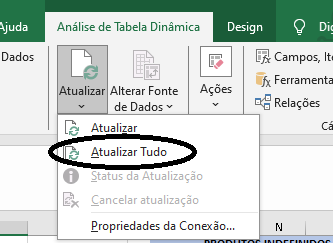 Ajuda Análise de Tabela Dinâmica Design
Dados
Atualizar
Alterar Fonte
de Dados
Ações
Campos, Ite
Ferramenta
Relações
Cá
Atualizar
Atualizar Tudo
Status da Atualização
Cancelar atualização
Propriedades da Conexão...
N
PRODUTOS INDEFINIDOS